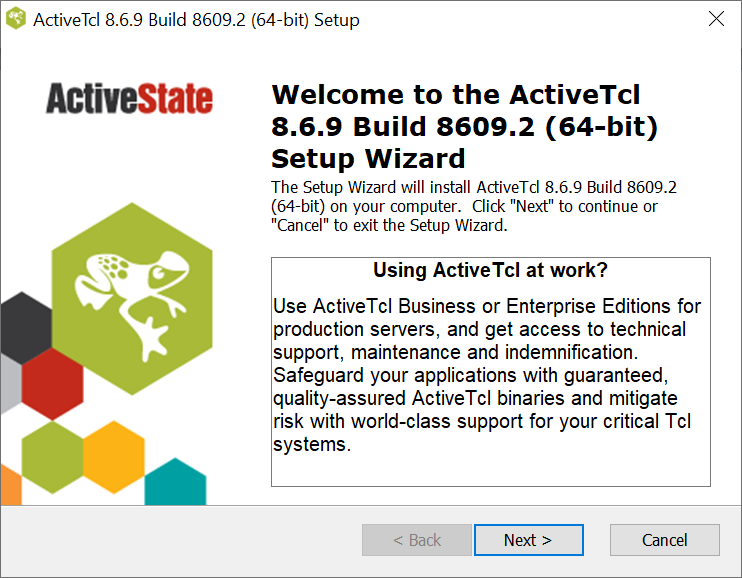 ActiveTcl 8.6.9 Build 8609.2 (64-bit) Setup
ActiveState
Welcome to the ActiveTcl
8.6.9 Build 8609.2 (64-bit)
Setup Wizard
The Setup Wizard will install ActiveTcl 8.6.9 Build 8609.2
(64-bit) on your computer.  Click "Next" to continue or
"Cancel" to exit the Setup Wizard.
Using ActiveTcl at work?
Use ActiveTcl Business or Enterprise Editions for
production servers, and get access to technical
support, maintenance and indemnification.
Safeguard your applications with guaranteed,
quality-assured ActiveTcl binaries and mitigate
risk with world-class support for your critical Tcl
systems.
< Back
Next >
Cancel